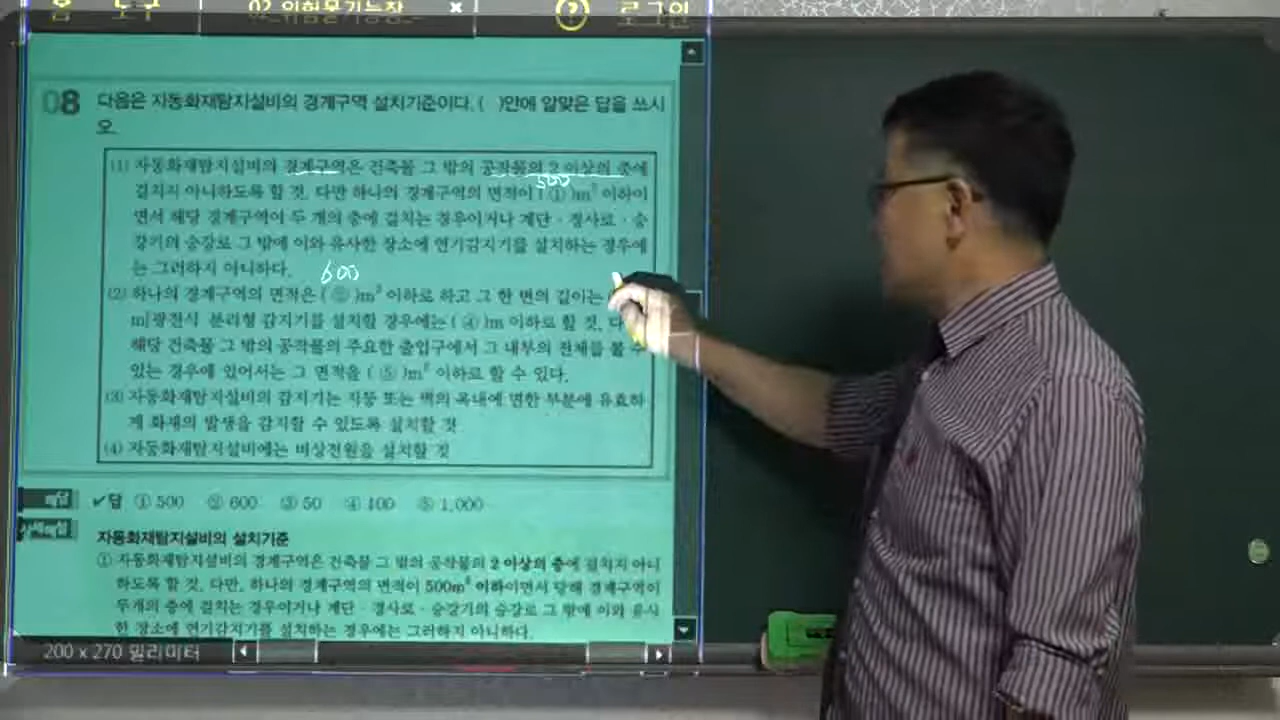 홈 도구 02_위험물기능장_ × ? 로그인
08 다음은 자동화재탐지설비의 경계구역 설치기준이다. ( )안에 알맞은 답을 쓰시
오.
(1) 자동화재탐지설비의 경계구역은 건축물 그 밖의 공작물의 2 이상의 층에
500
걸치지 아니하도록 할 것. 다만 하나의 경계구역의 면적이 ( ① )m² 이하이
면서 해당 경계구역이 두 개의 층에 걸치는 경우이거나 계단·경사로·승
강기의 승강로 그 밖에 이와 유사한 장소에 연기감지기를 설치하는 경우에
는 그러하지 아니하다.
600
(2) 하나의 경계구역의 면적은 ( ② )m² 이하로 하고 그 한 변의 길이는
m(광전식 분리형 감지기를 설치할 경우에는 ( ④ )m 이하로 할 것.
해당 건축물 그 밖의 공작물의 주요한 출입구에서 그 내부의 전체를 볼 수
있는 경우에 있어서는 그 면적을 ( ⑤ )m² 이하로 할 수 있다.
(3) 자동화재탐지설비의 감지기는 지붕 또는 벽의 옥내에 면한 부분에 유효하
게 화재의 발생을 감지할 수 있도록 설치할 것
(4) 자동화재탐지설비에는 비상전원을 설치할 것
해답 ✔답 ① 500 ② 600 ③ 50 ④ 100 ⑤ 1,000
상세해설
자동화재탐지설비의 설치기준
① 자동화재탐지설비의 경계구역은 건축물 그 밖의 공작물의 2 이상의 층에 걸치지 아니
하도록 할 것. 다만, 하나의 경계구역의 면적이 500m² 이하이면서 당해 경계구역이
두개의 층에 걸치는 경우이거나 계단·경사로·승강기의 승강로 그 밖에 이와 유사
한 장소에 연기감지기를 설치하는 경우에는 그러하지 아니하다.
200 x 270 밀리미터